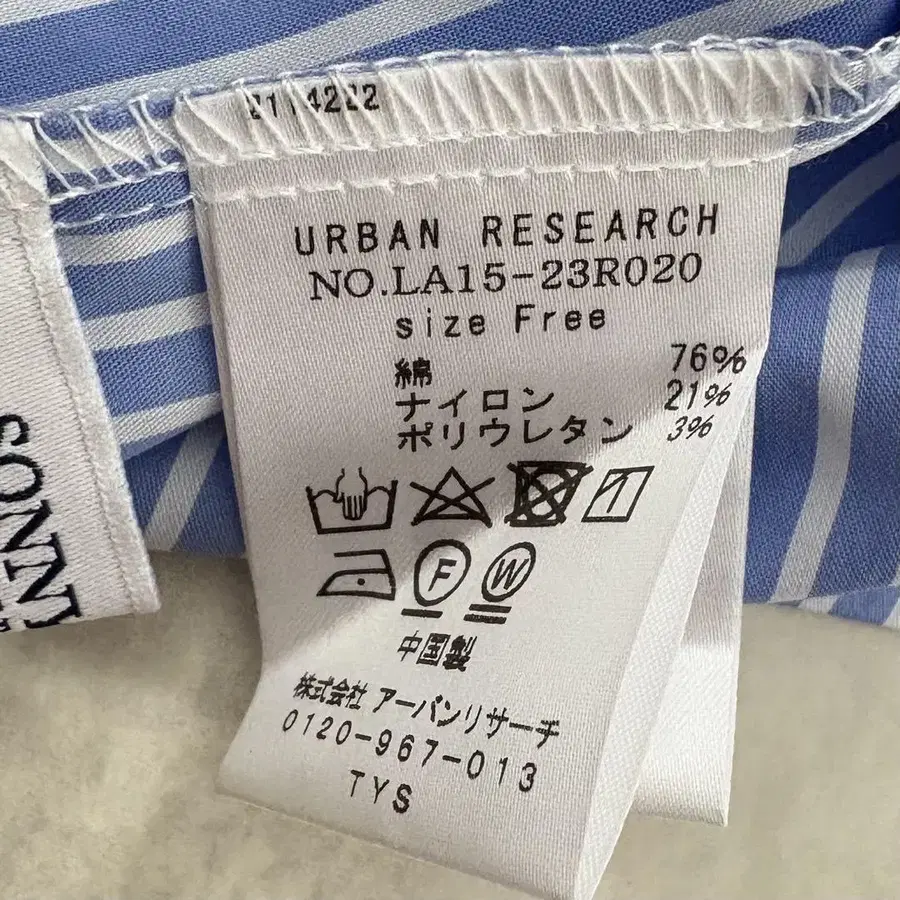 URBAN RESEARCH
NO.LA15-23R020
size Free
綿 76%
ナイロン 21%
ポリウレタン 3%
F W
中国製
株式会社 アーバンリサーチ
0120-967-013
TYS
SONNY